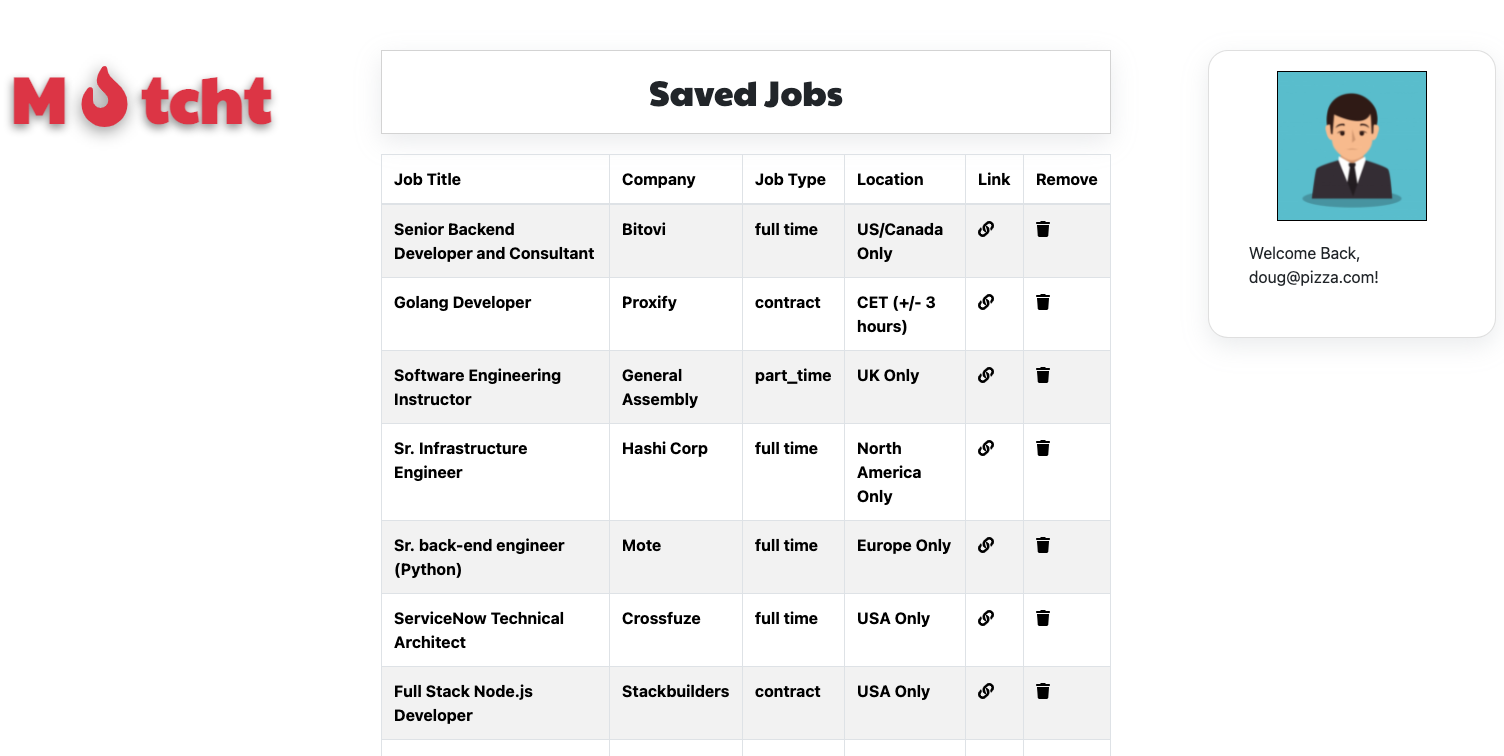 M tcht
Saved Jobs
Job Title Company Job Type Location Link Remove
Senior Backend Bitovi full time US/Canada
Developer and Consultant Only
Golang Developer Proxify contract CET (+/- 3
hours)
Software Engineering General part_time UK Only
Instructor Assembly
Sr. Infrastructure Hashi Corp full time North
Engineer America
Only
Sr. back-end engineer Mote full time Europe Only
(Python)
ServiceNow Technical Crossfuze full time USA Only
Architect
Full Stack Node.js Stackbuilders contract USA Only
Developer
Welcome Back,
doug@pizza.com!